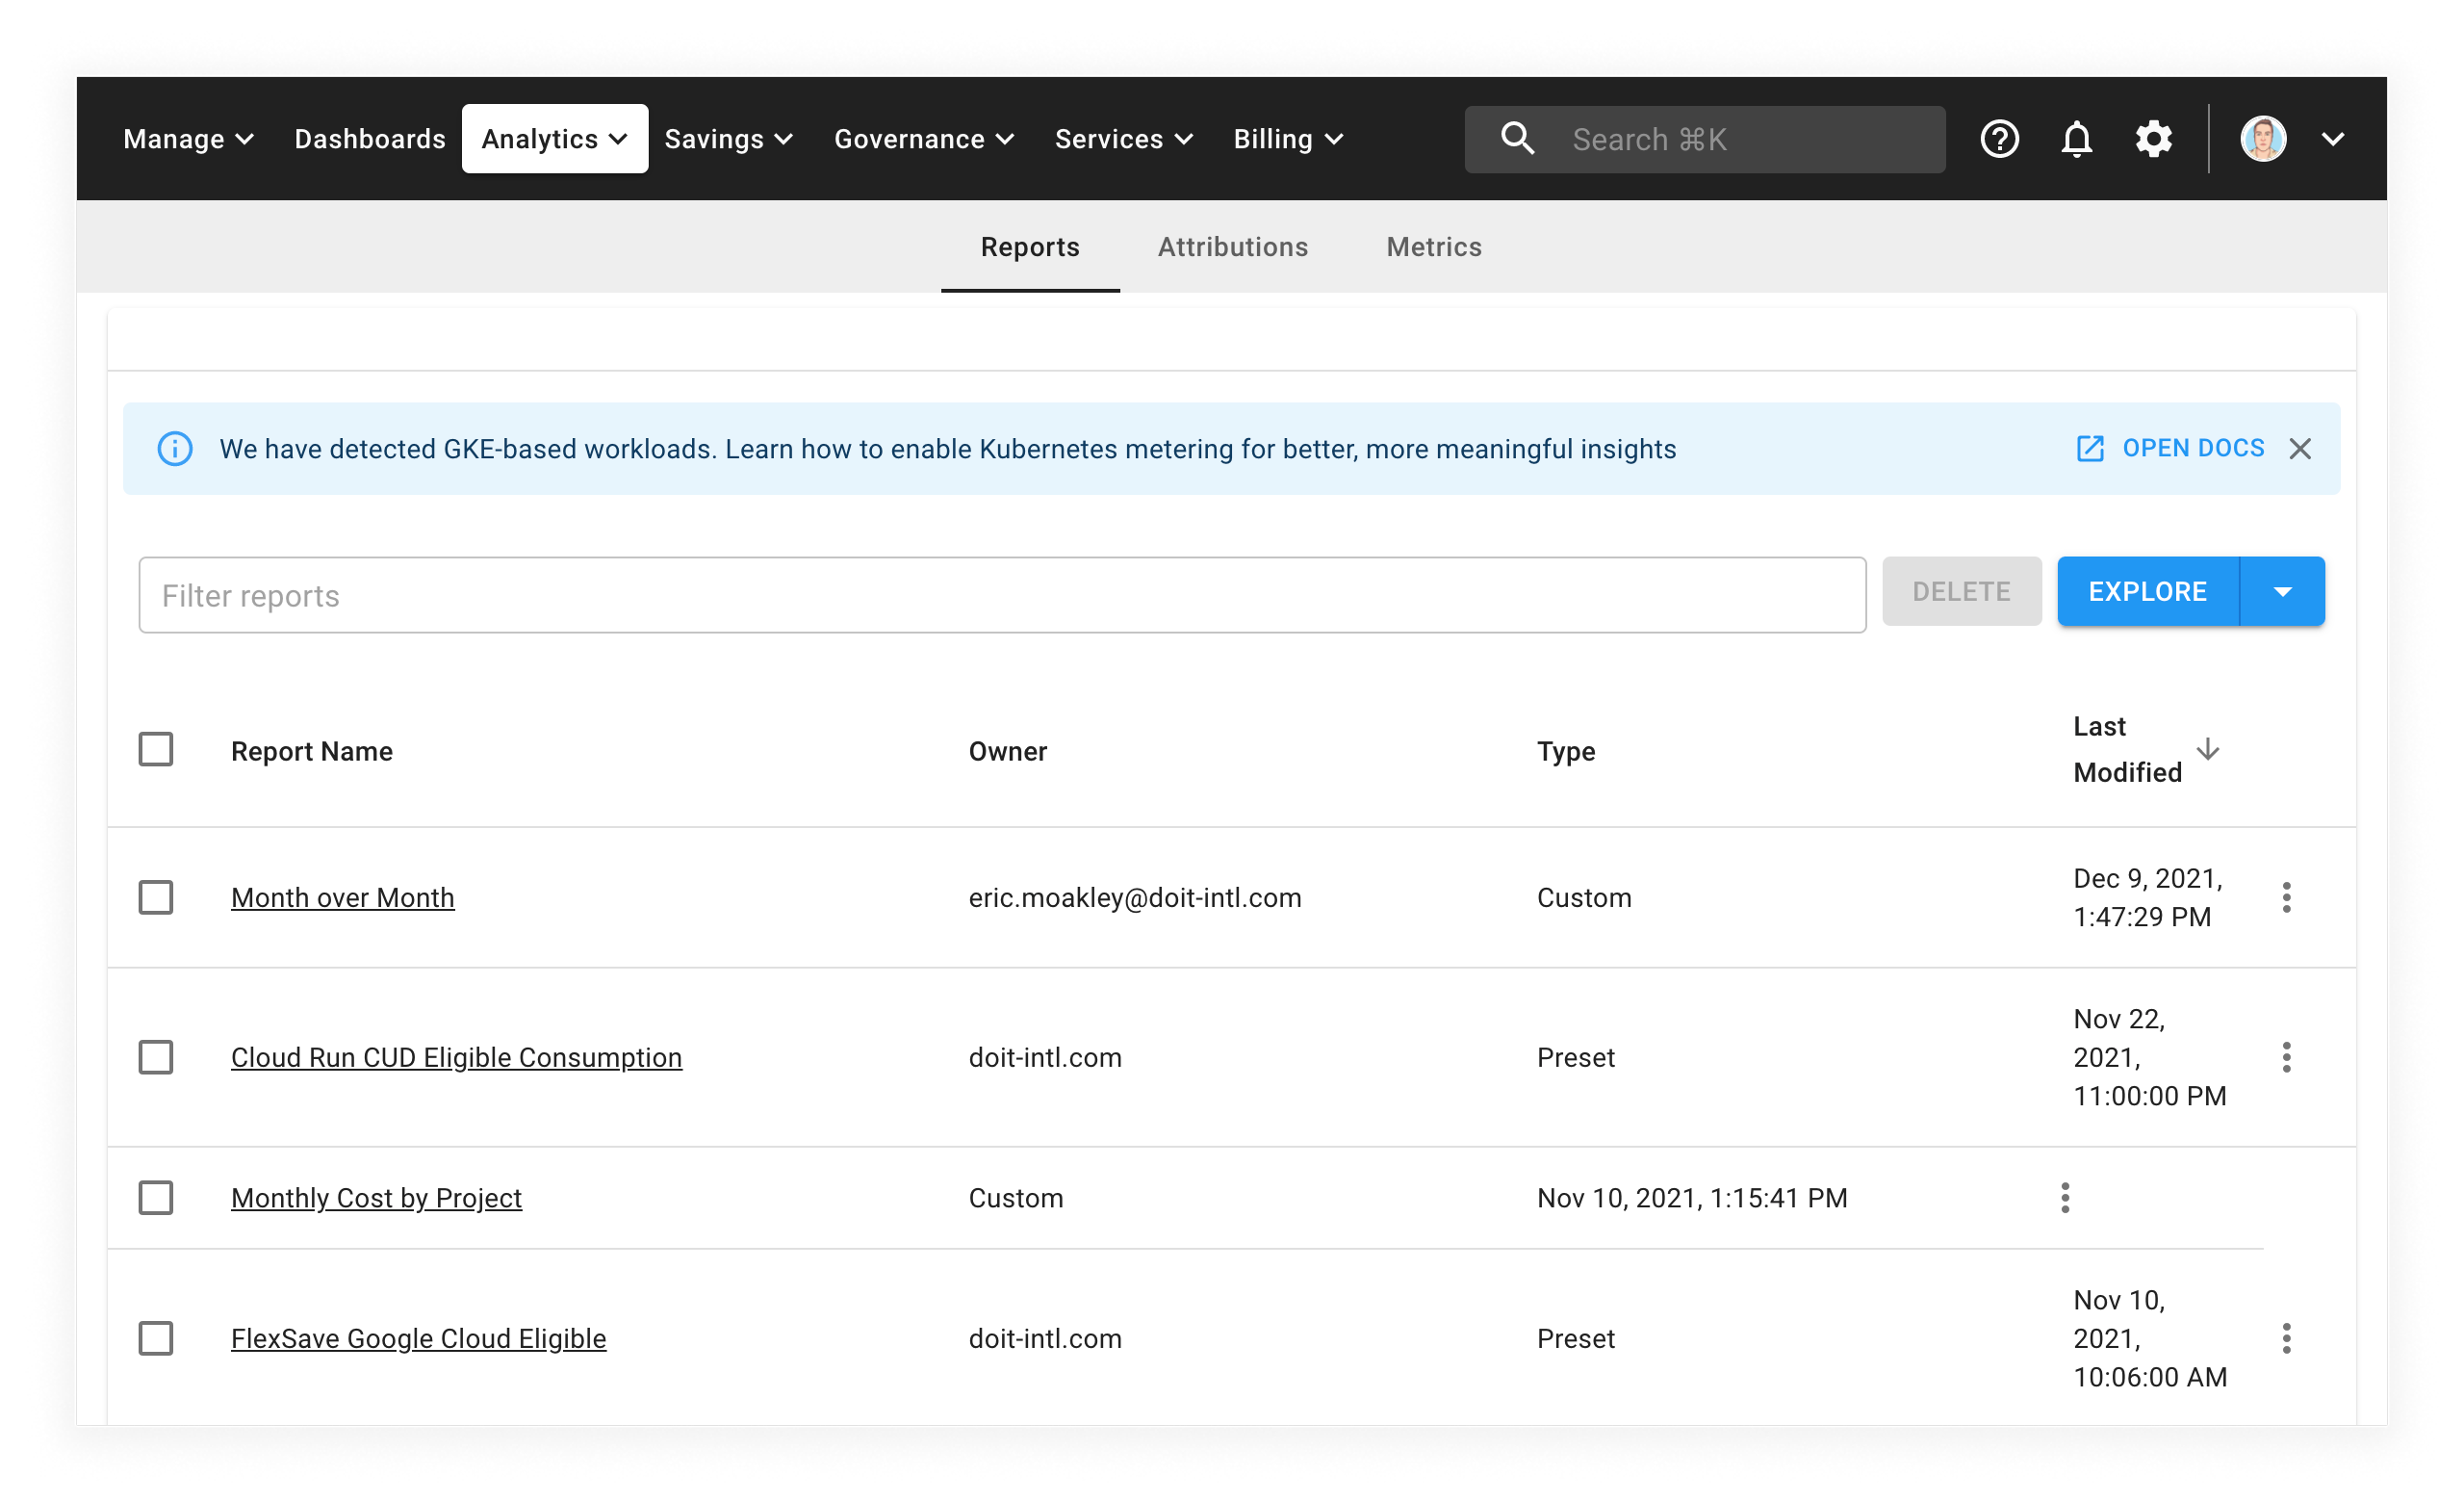 Manage Dashboards Analytics Savings Governance Services Billing Search ⌘K
Reports Attributions Metrics
We have detected GKE-based workloads. Learn how to enable Kubernetes metering for better, more meaningful insights OPEN DOCS
Filter reports DELETE EXPLORE
Report Name Owner Type Last Modified
Month over Month eric.moakley@doit-intl.com Custom Dec 9, 2021,
1:47:29 PM
Cloud Run CUD Eligible Consumption doit-intl.com Preset Nov 22,
2021,
11:00:00 PM
Monthly Cost by Project Custom Nov 10, 2021, 1:15:41 PM
FlexSave Google Cloud Eligible doit-intl.com Preset Nov 10,
2021,
10:06:00 AM